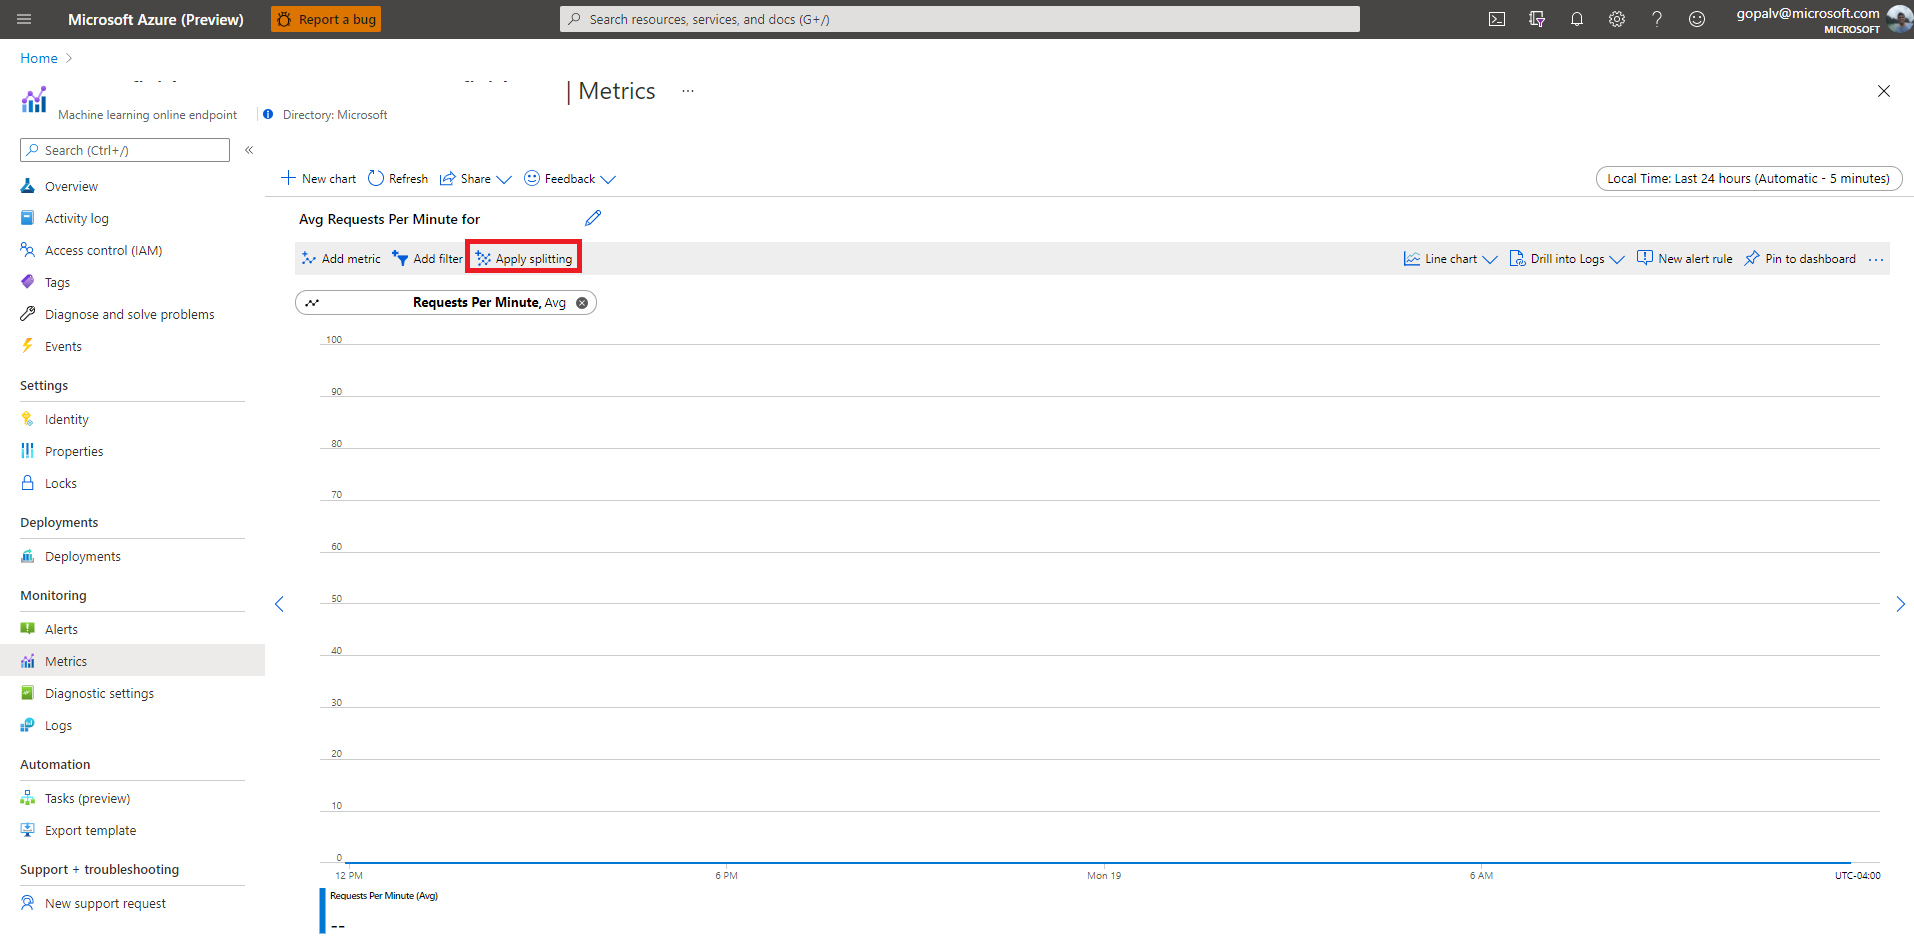 Microsoft Azure (Preview)
Report a bug
Search resources, services, and docs (G+/)
gopalv@microsoft.com
MICROSOFT
Home
| Metrics
...
Machine learning online endpoint
Directory: Microsoft
Search (Ctrl+/)
«
Overview
Activity log
Access control (IAM)
Tags
Diagnose and solve problems
Events
Settings
Identity
Properties
Locks
Deployments
Deployments
Monitoring
Alerts
Metrics
Diagnostic settings
Logs
Automation
Tasks (preview)
Export template
Support + troubleshooting
New support request
New chart
Refresh
Share
Feedback
Local Time: Last 24 hours (Automatic - 5 minutes)
Avg Requests Per Minute for
Add metric
Add filter
Apply splitting
Line chart
Drill into Logs
New alert rule
Pin to dashboard
...
Requests Per Minute, Avg
100
90
80
70
60
50
40
30
20
10
0
12 PM
6 PM
Mon 19
6 AM
UTC-04:00
Requests Per Minute (Avg)
--